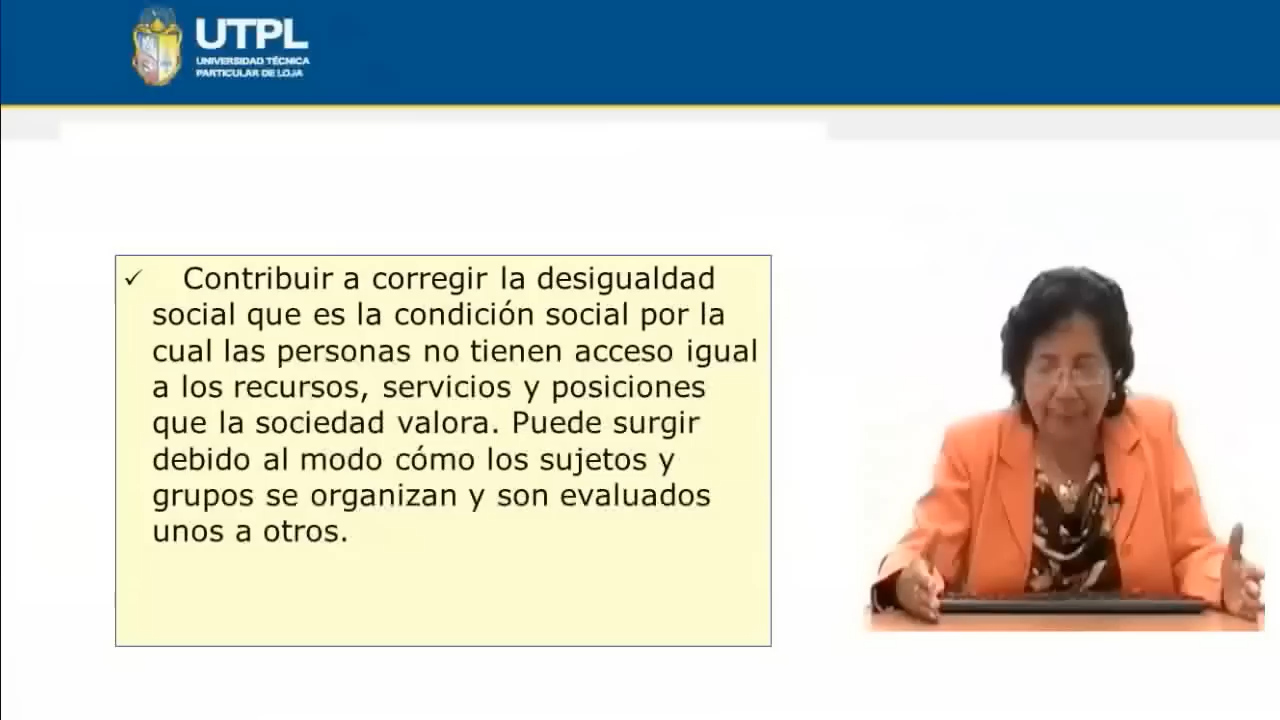 UTPL
UNIVERSIDAD TÉCNICA
PARTICULAR DE LOJA
✓ Contribuir a corregir la desigualdad
social que es la condición social por la
cual las personas no tienen acceso igual
a los recursos, servicios y posiciones
que la sociedad valora. Puede surgir
debido al modo cómo los sujetos y
grupos se organizan y son evaluados
unos a otros.